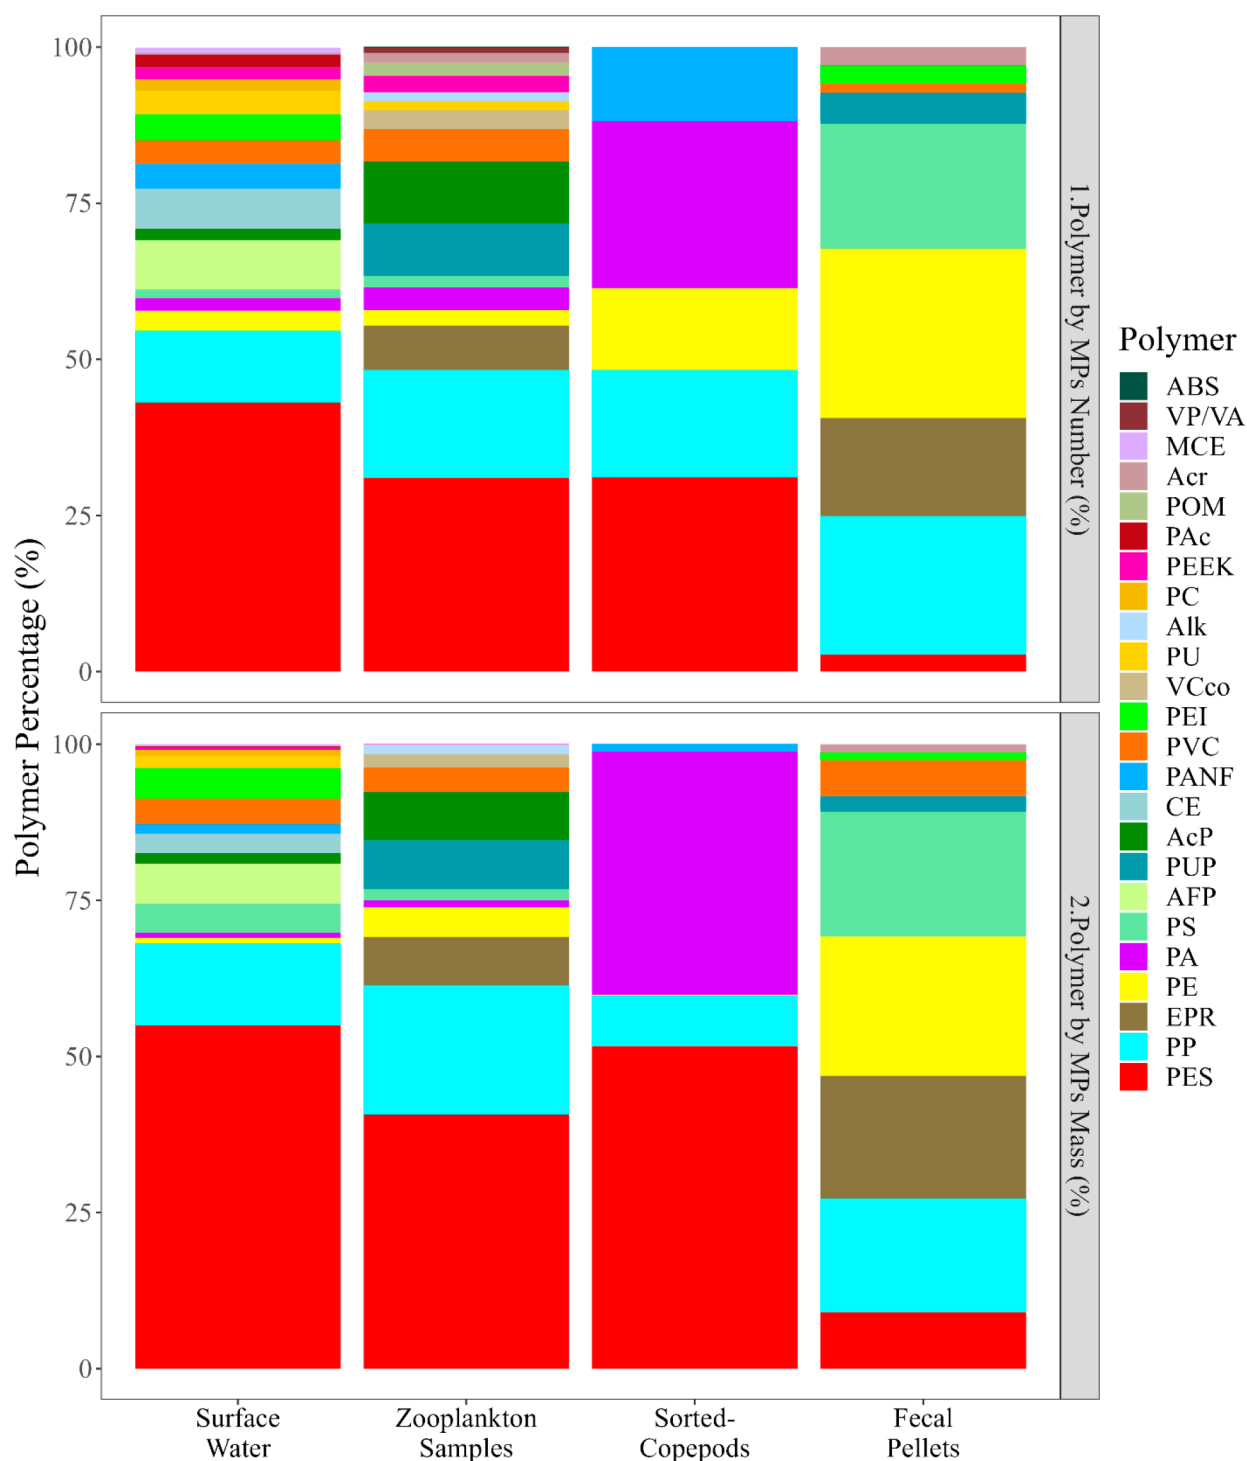 Polymer Percentage (%)
100
75
50
25
0
1.Polymer by MPs Number (%)
100
75
50
25
0
2.Polymer by MPs Mass (%)
Surface
Water
Zooplankton
Samples
Sorted-
Copepods
Fecal
Pellets
Polymer
ABS
VP/VA
MCE
Acr
POM
PAc
PEEK
PC
Alk
PU
VCco
PEI
PVC
PANF
CE
AcP
PUP
AFP
PS
PA
PE
EPR
PP
PES